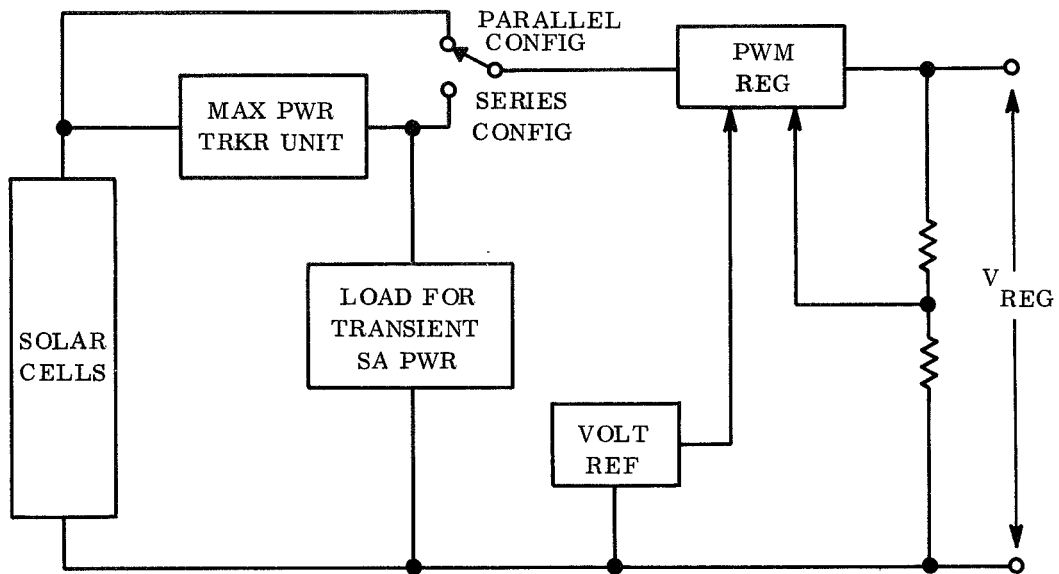 PARALLEL
CONFIG
SERIES
CONFIG
PWM
REG
MAX PWR
TRKR UNIT
SOLAR
CELLS
LOAD FOR
TRANSIENT
SA PWR
VOLT
REF
V
REG